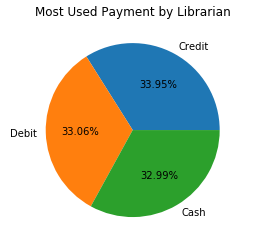 Most Used Payment by Librarian
Credit
33.95%
Debit
33.06%
32.99%
Cash